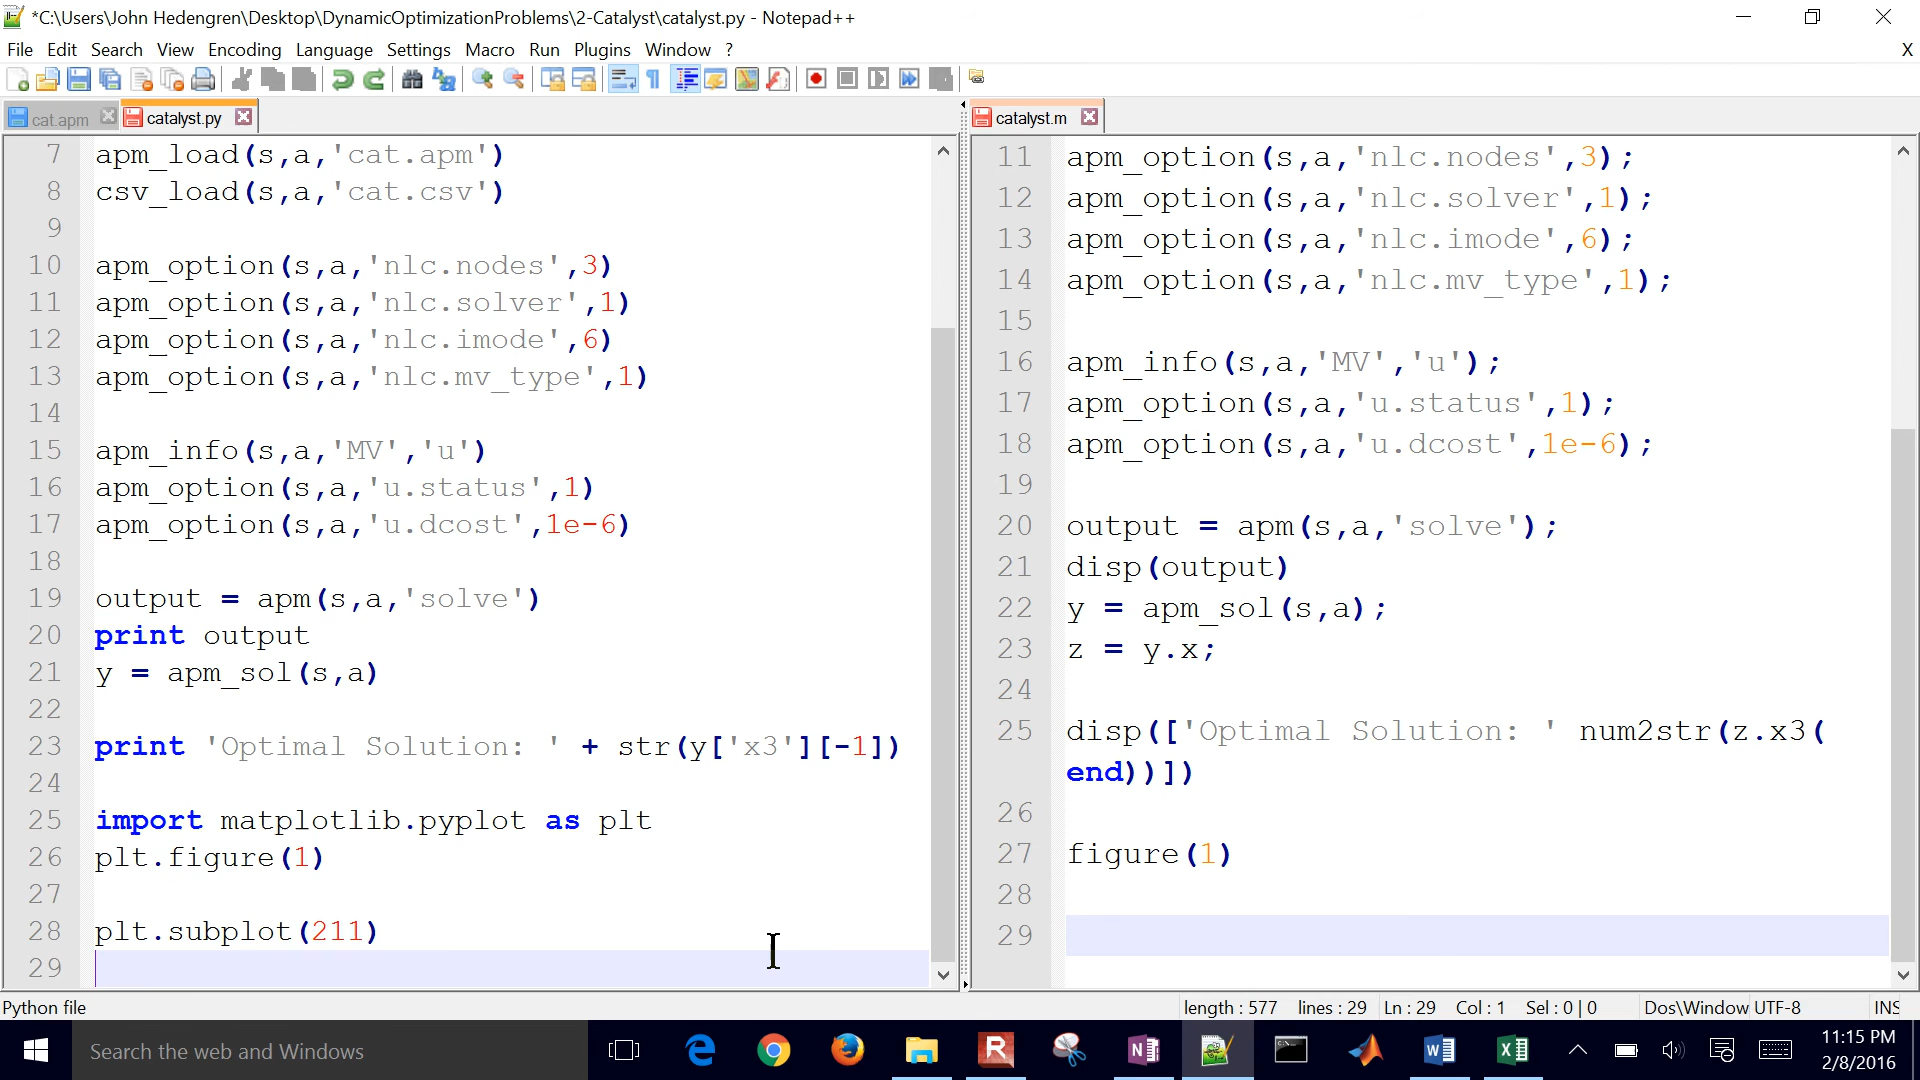 *C:\Users\John Hedengren\Desktop\DynamicOptimizationProblems\2-Catalyst\catalyst.py - Notepad++
File Edit Search View Encoding Language Settings Macro Run Plugins Window ? X
cat.apm catalyst.py
7 apm_load(s,a,'cat.apm')
8 csv_load(s,a,'cat.csv')
9
10 apm_option(s,a,'nlc.nodes',3)
11 apm_option(s,a,'nlc.solver',1)
12 apm_option(s,a,'nlc.imode',6)
13 apm_option(s,a,'nlc.mv_type',1)
14
15 apm_info(s,a,'MV','u')
16 apm_option(s,a,'u.status',1)
17 apm_option(s,a,'u.dcost',1e-6)
18
19 output = apm(s,a,'solve')
20 print output
21 y = apm_sol(s,a)
22
23 print 'Optimal Solution: ' + str(y['x3'][-1])
24
25 import matplotlib.pyplot as plt
26 plt.figure(1)
27
28 plt.subplot(211)
29
catalyst.m
11 apm_option(s,a,'nlc.nodes',3);
12 apm_option(s,a,'nlc.solver',1);
13 apm_option(s,a,'nlc.imode',6);
14 apm_option(s,a,'nlc.mv_type',1);
15
16 apm_info(s,a,'MV','u');
17 apm_option(s,a,'u.status',1);
18 apm_option(s,a,'u.dcost',1e-6);
19
20 output = apm(s,a,'solve');
21 disp(output)
22 y = apm_sol(s,a);
23 z = y.x;
24
25 disp(['Optimal Solution: ' num2str(z.x3(
end))])
26
27 figure(1)
28
29
Python file length : 577 lines : 29 Ln : 29 Col : 1 Sel : 0 | 0 Dos\Window UTF-8 INS
Search the web and Windows
11:15 PM
2/8/2016